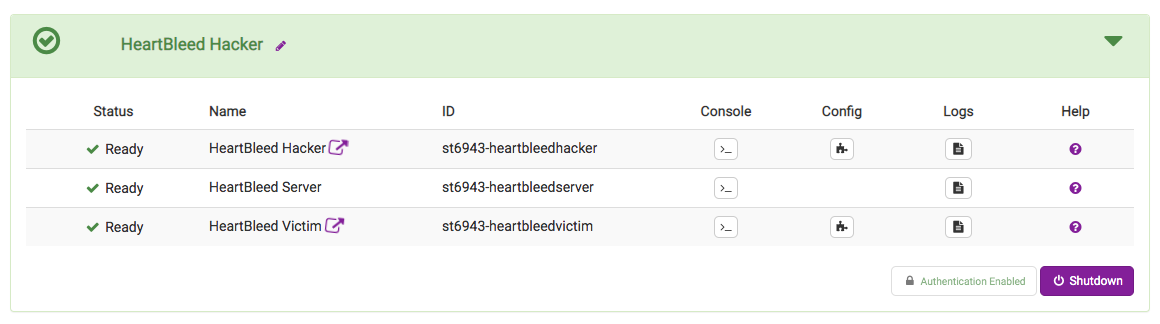 HeartBleed Hacker
Status Name ID Console Config Logs Help
Ready HeartBleed Hacker st6943-heartbleedhacker
Ready HeartBleed Server st6943-heartbleedserver
Ready HeartBleed Victim st6943-heartbleedvictim
Authentication Enabled Shutdown